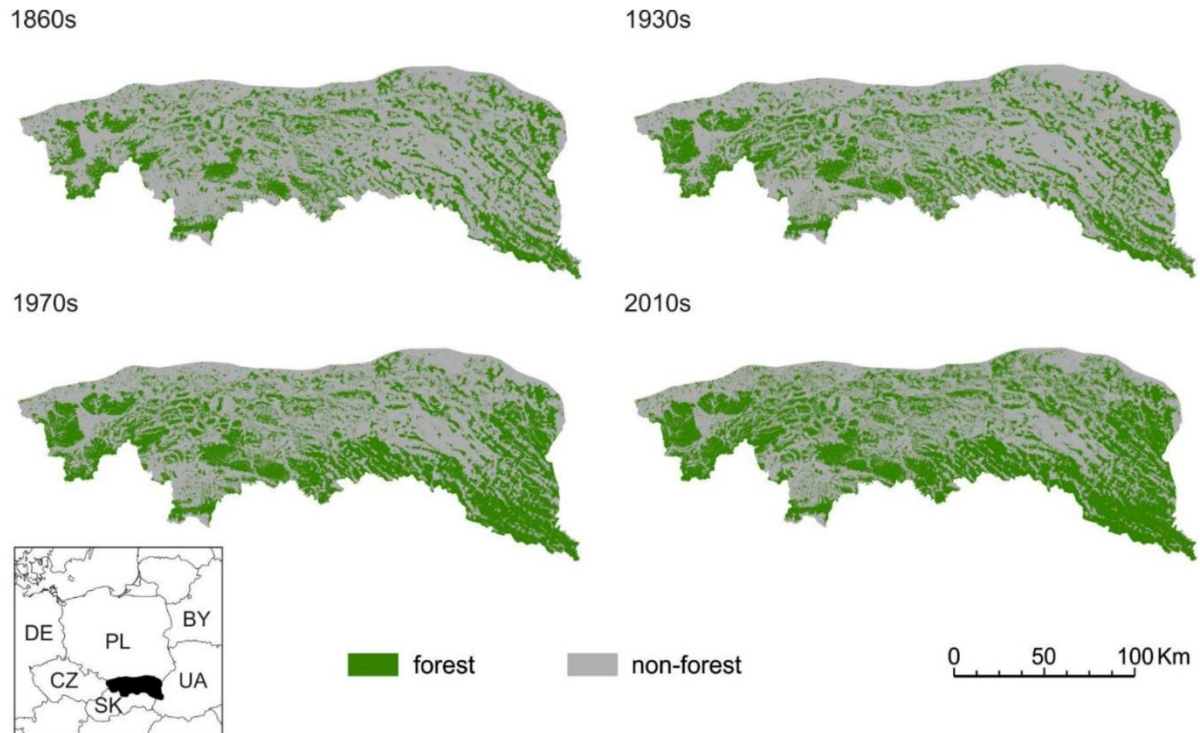 1860s
1930s
1970s
2010s
DE
PL
BY
CZ
SK
UA
forest
non-forest
0 50 100 Km